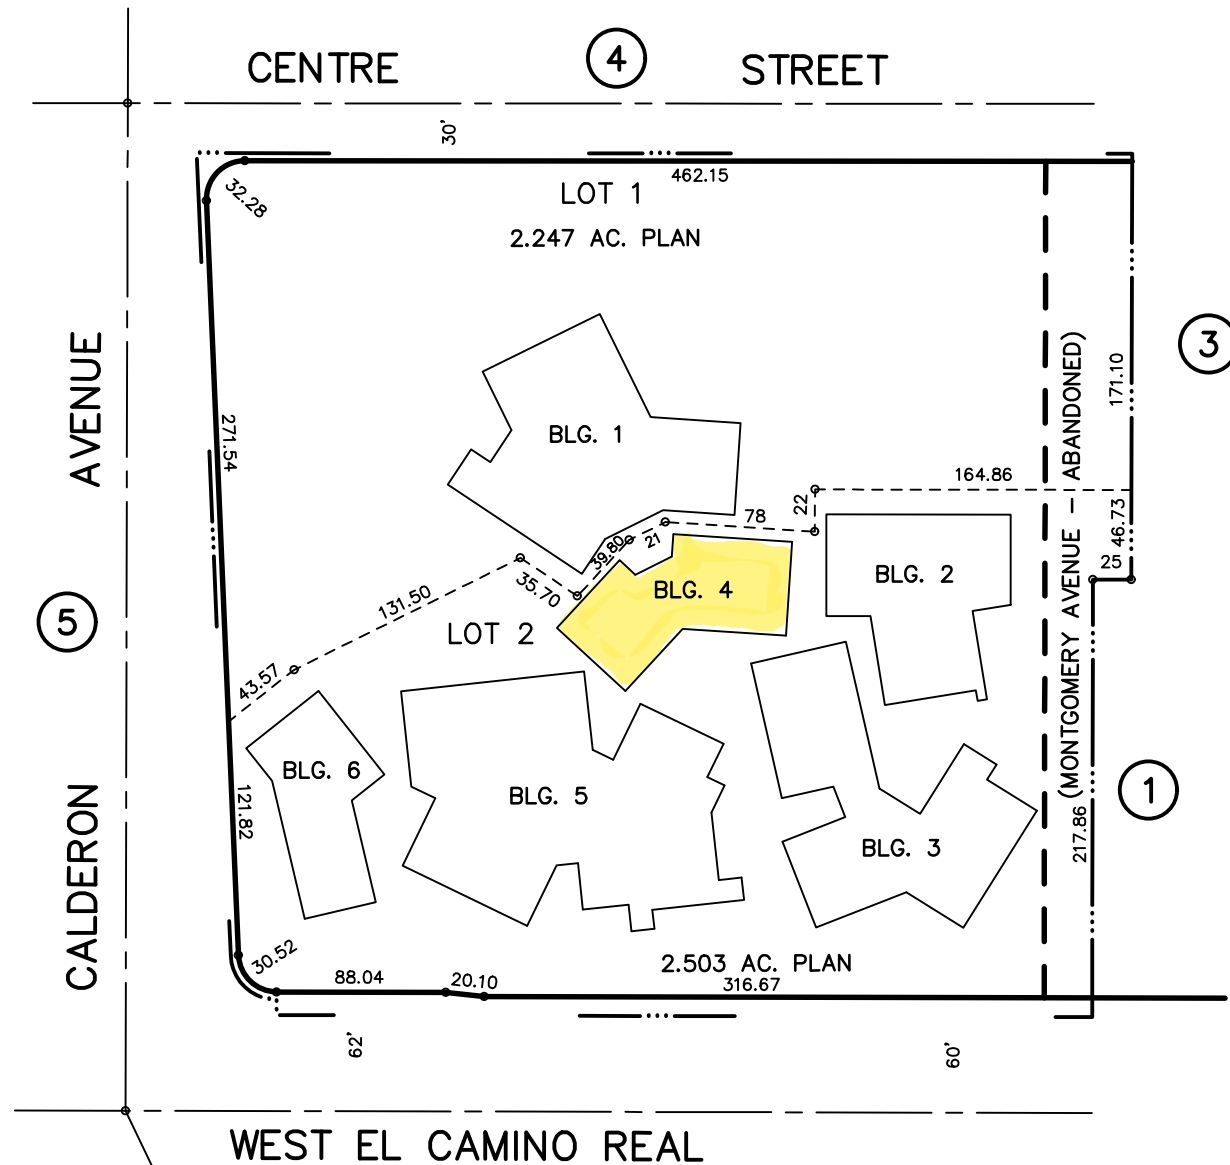 CENTRE
4
STREET
30'
462.15
32.28
LOT 1
2.247 AC. PLAN
AVENUE
3
(MONTGOMERY AVENUE – ABANDONED)
171.10
271.54
BLG. 1
164.86
22
78
46.73
21
39.80
25
35.70
BLG. 2
BLG. 4
131.50
5
LOT 2
43.57
BLG. 6
BLG. 5
121.82
1
217.86
BLG. 3
CALDERON
30.52
2.503 AC. PLAN
88.04
20.10
316.67
62'
60'
WEST EL CAMINO REAL